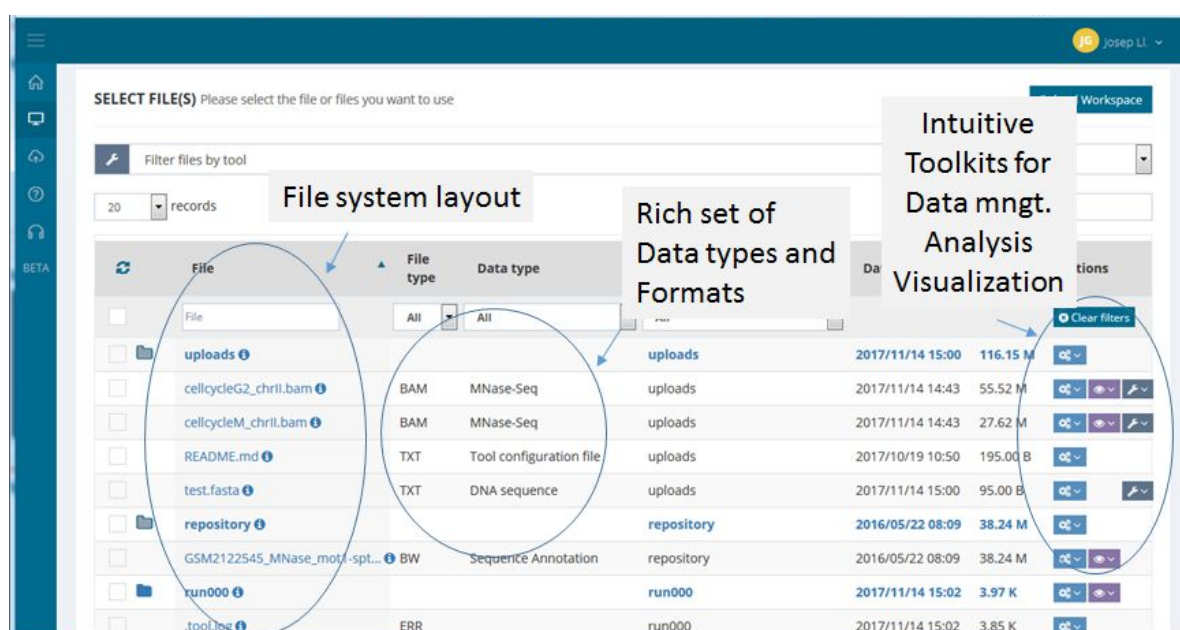 JG Josep Ll.
SELECT FILE(S) Please select the file or files you want to use
Workspace
Filter files by tool
20 records
File system layout
Rich set of
Data types and
Formats
Intuitive
Toolkits for
Data mngt.
Analysis
Visualization
BETA
File File type Data type
File All All All Clear filters
uploads uploads 2017/11/14 15:00 116.15 M
cellcycleG2_chrII.bam BAM MNase-Seq uploads 2017/11/14 14:43 55.52 M
cellcycleM_chrII.bam BAM MNase-Seq uploads 2017/11/14 14:43 27.62 M
README.md TXT Tool configuration file uploads 2017/10/19 10:50 195.00 B
test.fasta TXT DNA sequence uploads 2017/11/14 15:00 95.00 B
repository repository 2016/05/22 08:09 38.24 M
GSM2122545_MNase_mot1-spt... BW Sequence Annotation repository 2016/05/22 08:09 38.24 M
run000 run000 2017/11/14 15:02 3.97 K
.tool.log ERR run000 2017/11/14 15:02 3.85 K